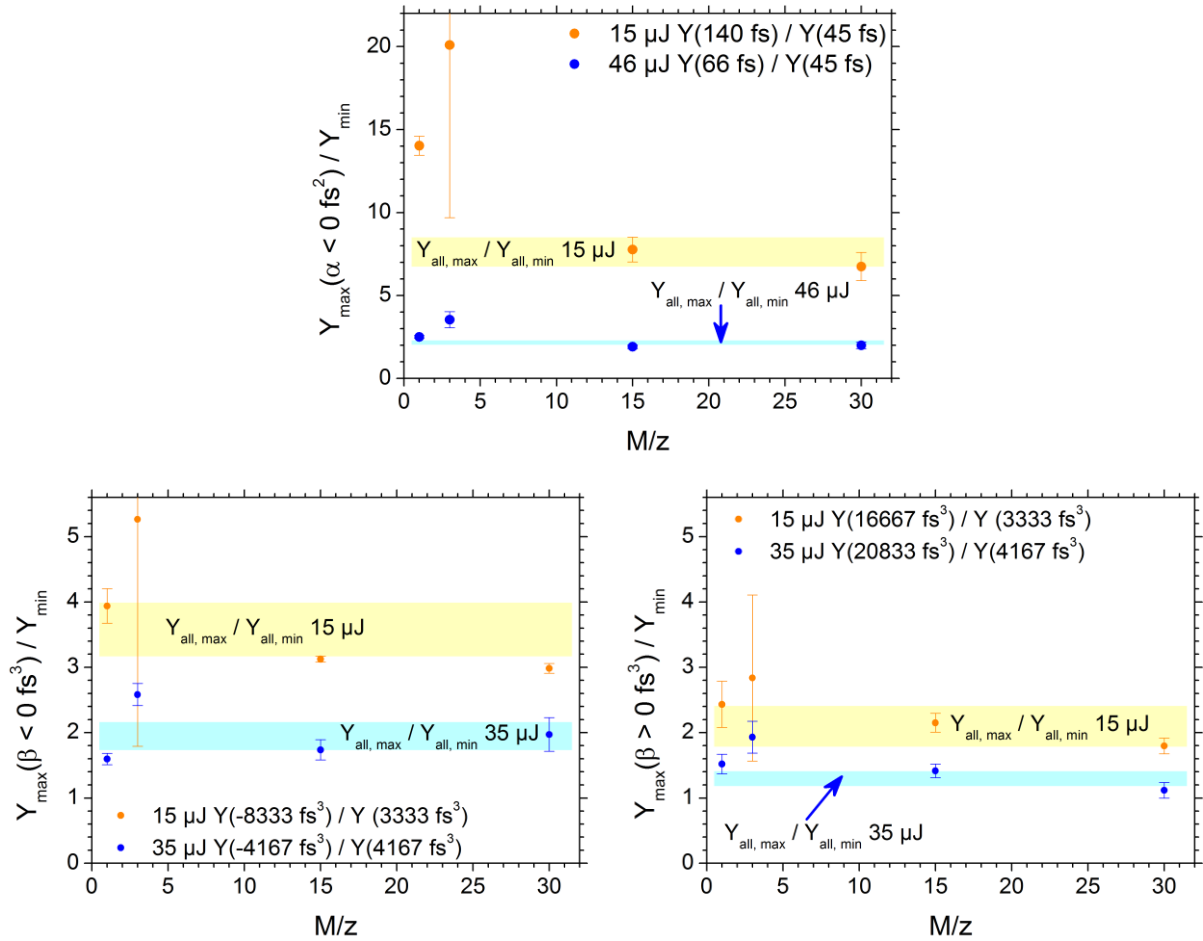 Y_max(α < 0 fs²) / Y_min
20
15
10
5
0
15 µJ Y(140 fs) / Y(45 fs)
46 µJ Y(66 fs) / Y(45 fs)
Y_all, max / Y_all, min 15 µJ
Y_all, max / Y_all, min 46 µJ
0 5 10 15 20 25 30
M/z
Y_max(β < 0 fs³) / Y_min
5
4
3
2
1
0
Y_all, max / Y_all, min 15 µJ
Y_all, max / Y_all, min 35 µJ
15 µJ Y(-8333 fs³) / Y (3333 fs³)
35 µJ Y(-4167 fs³) / Y(4167 fs³)
0 5 10 15 20 25 30
M/z
Y_max(β > 0 fs³) / Y_min
5
4
3
2
1
0
15 µJ Y(16667 fs³) / Y (3333 fs³)
35 µJ Y(20833 fs³) / Y(4167 fs³)
Y_all, max / Y_all, min 15 µJ
Y_all, max / Y_all, min 35 µJ
0 5 10 15 20 25 30
M/z